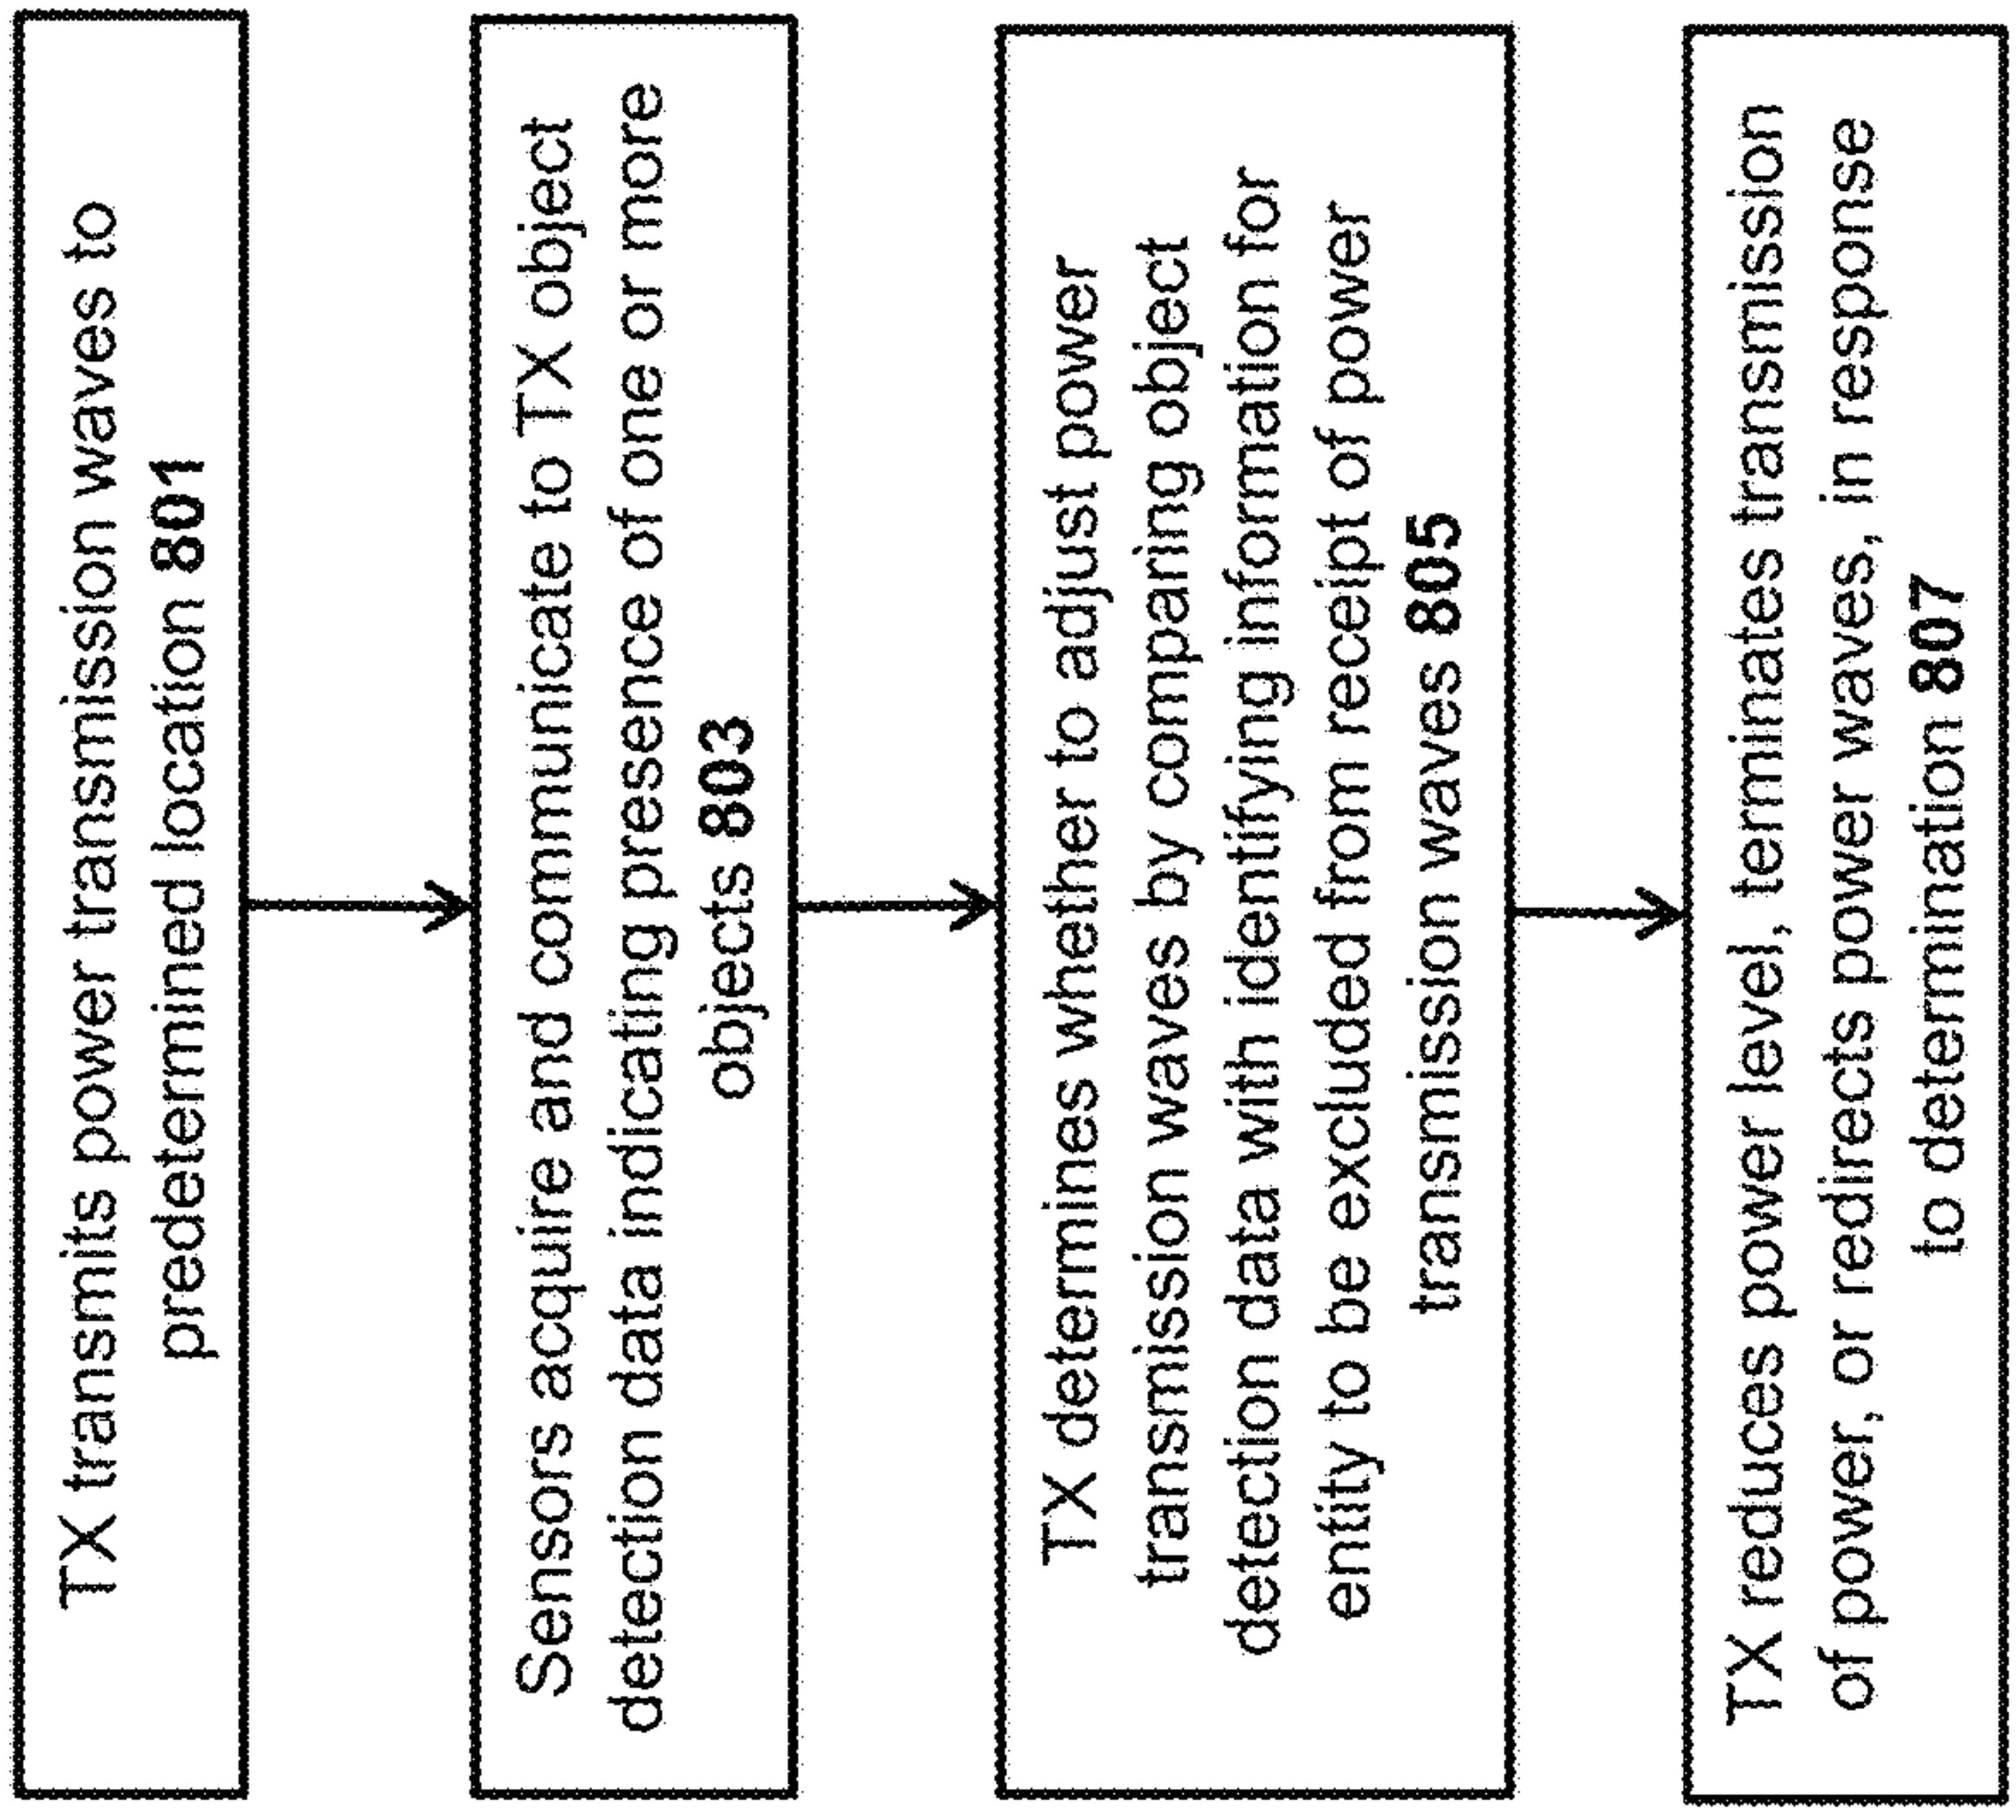 TX transmits power transmission waves to
predetermined location 801
Sensors acquire and communicate to TX object
detection data indicating presence of one or more
objects 803
TX determines whether to adjust power
transmission waves by comparing object
detection data with identifying information for
entity to be excluded from receipt of power
transmission waves 805
TX reduces power level, terminates transmission
of power, or redirects power waves, in response
to determination 807